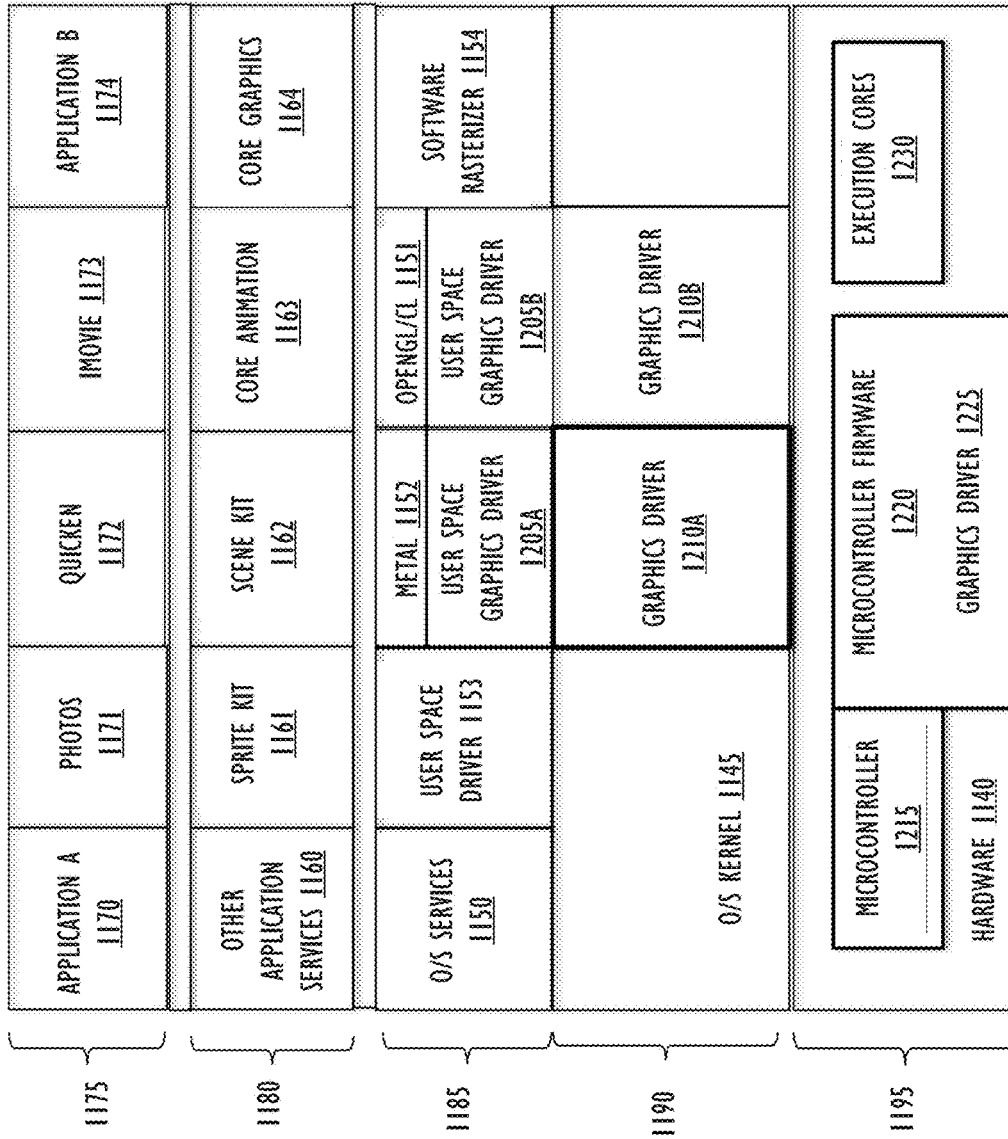 1175
APPLICATION A
1170
PHOTOS
1171
QUICKEN
1172
IMOVIE 1173
APPLICATION B
1174
1180
OTHER
APPLICATION
SERVICES 1160
SPRITE KIT
1161
SCENE KIT
1162
CORE ANIMATION
1163
CORE GRAPHICS
1164
1185
O/S SERVICES
1150
USER SPACE
DRIVER 1153
METAL 1152
USER SPACE
GRAPHICS DRIVER
1205A
OPENGL/CL 1151
USER SPACE
GRAPHICS DRIVER
1205B
SOFTWARE
RASTERIZER 1154
1190
O/S KERNEL 1145
GRAPHICS DRIVER
1210A
GRAPHICS DRIVER
1210B
1195
MICROCONTROLLER
1215
HARDWARE 1140
MICROCONTROLLER FIRMWARE
1220
GRAPHICS DRIVER 1225
EXECUTION CORES
1230